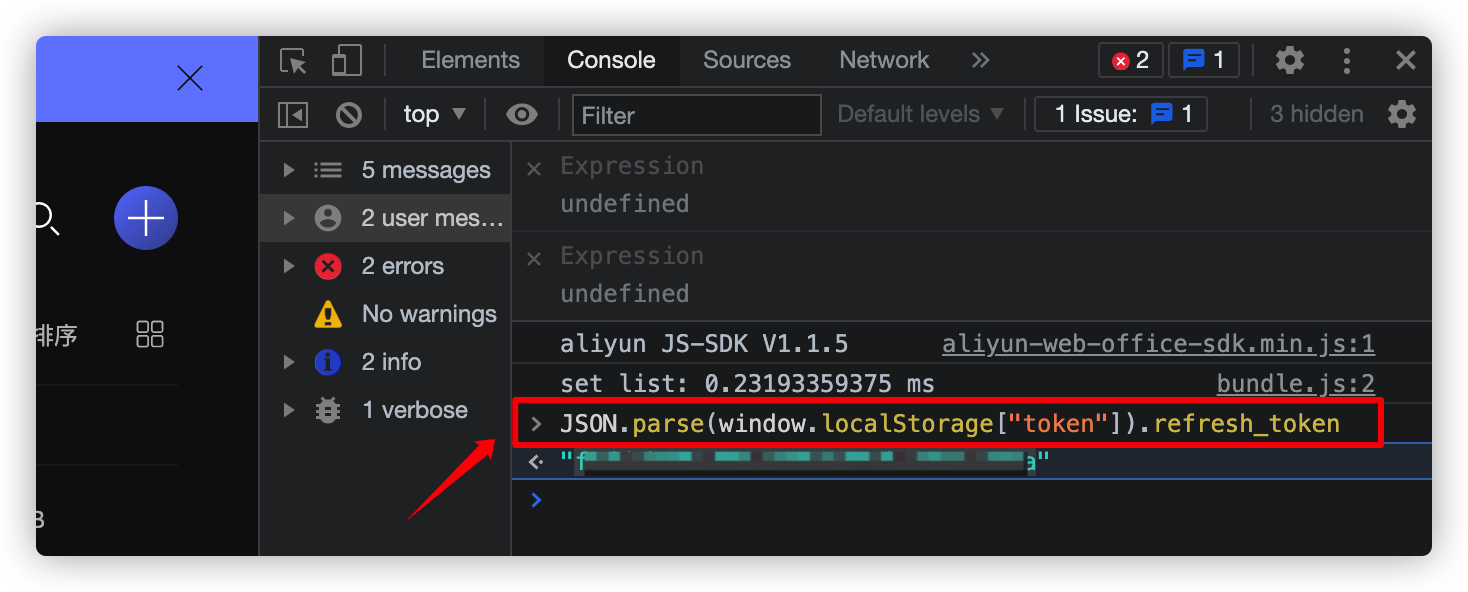 Elements Console Sources Network 2 1
top Filter Default levels 1 Issue: 1 3 hidden
5 messages
2 user mes...
2 errors
No warnings
2 info
1 verbose
排序
Expression
undefined
Expression
undefined
aliyun JS-SDK V1.1.5 aliyun-web-office-sdk.min.js:1
set list: 0.23193359375 ms bundle.js:2
> JSON.parse(window.localStorage["token"]).refresh_token